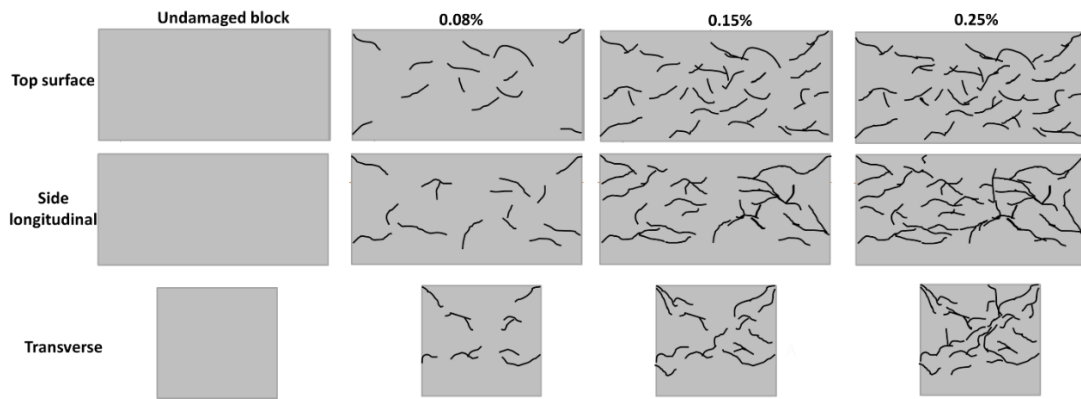 Undamaged block 0.08% 0.15% 0.25%
Top surface
Side
longitudinal
Transverse